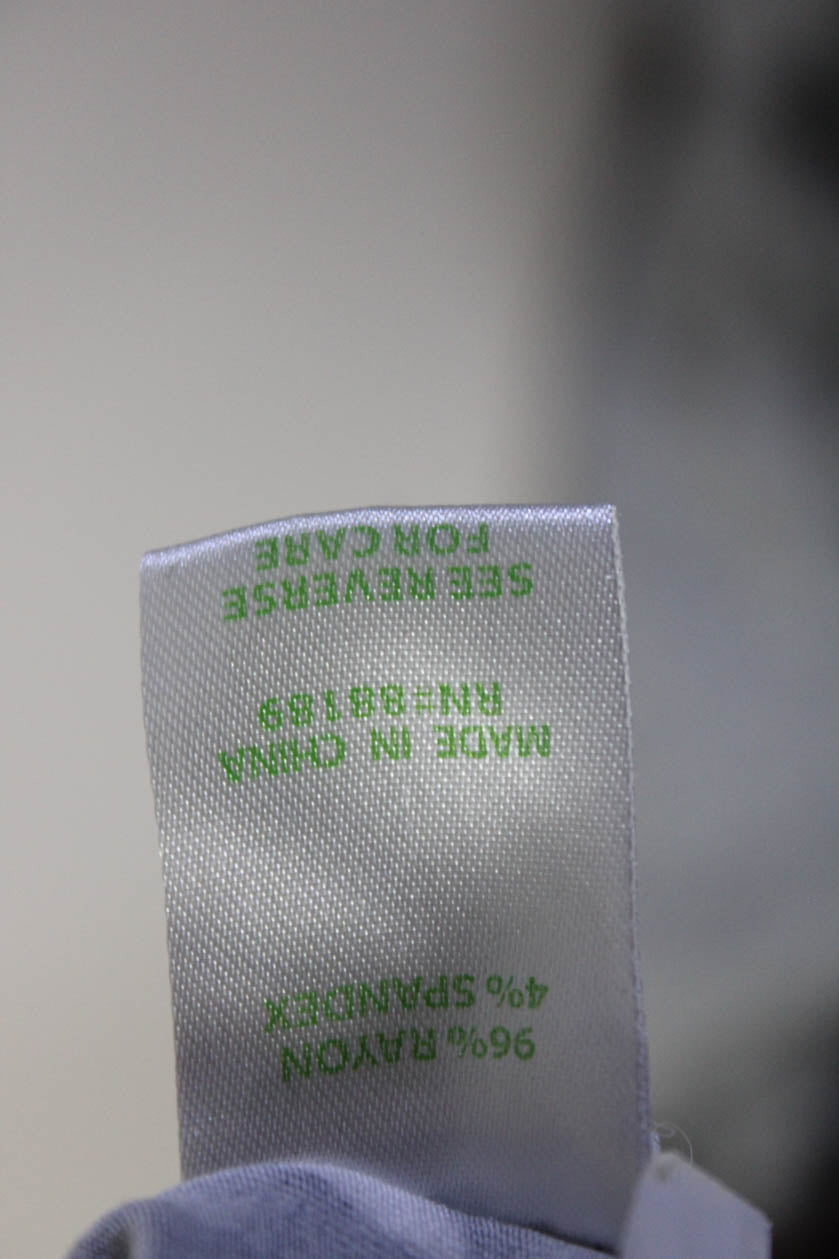 96% RAYON
4% SPANDEX
MADE IN CHINA
RN#88189
SEE REVERSE
FOR CARE